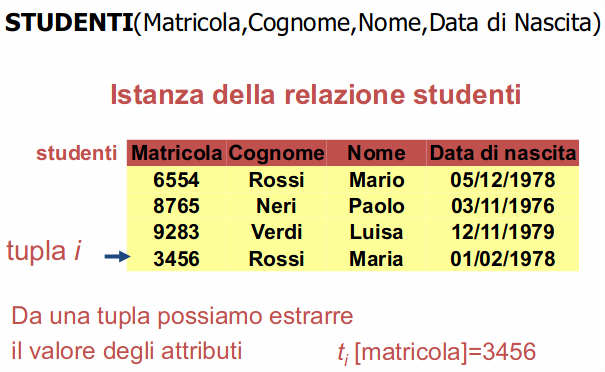 STUDENTI(Matricola,Cognome,Nome,Data di Nascita)
Istanza della relazione studenti
studenti Matricola Cognome Nome Data di nascita
6554 Rossi Mario 05/12/1978
8765 Neri Paolo 03/11/1976
9283 Verdi Luisa 12/11/1979
tupla i 3456 Rossi Maria 01/02/1978
Da una tupla possiamo estrarre
il valore degli attributi ti [matricola]=3456